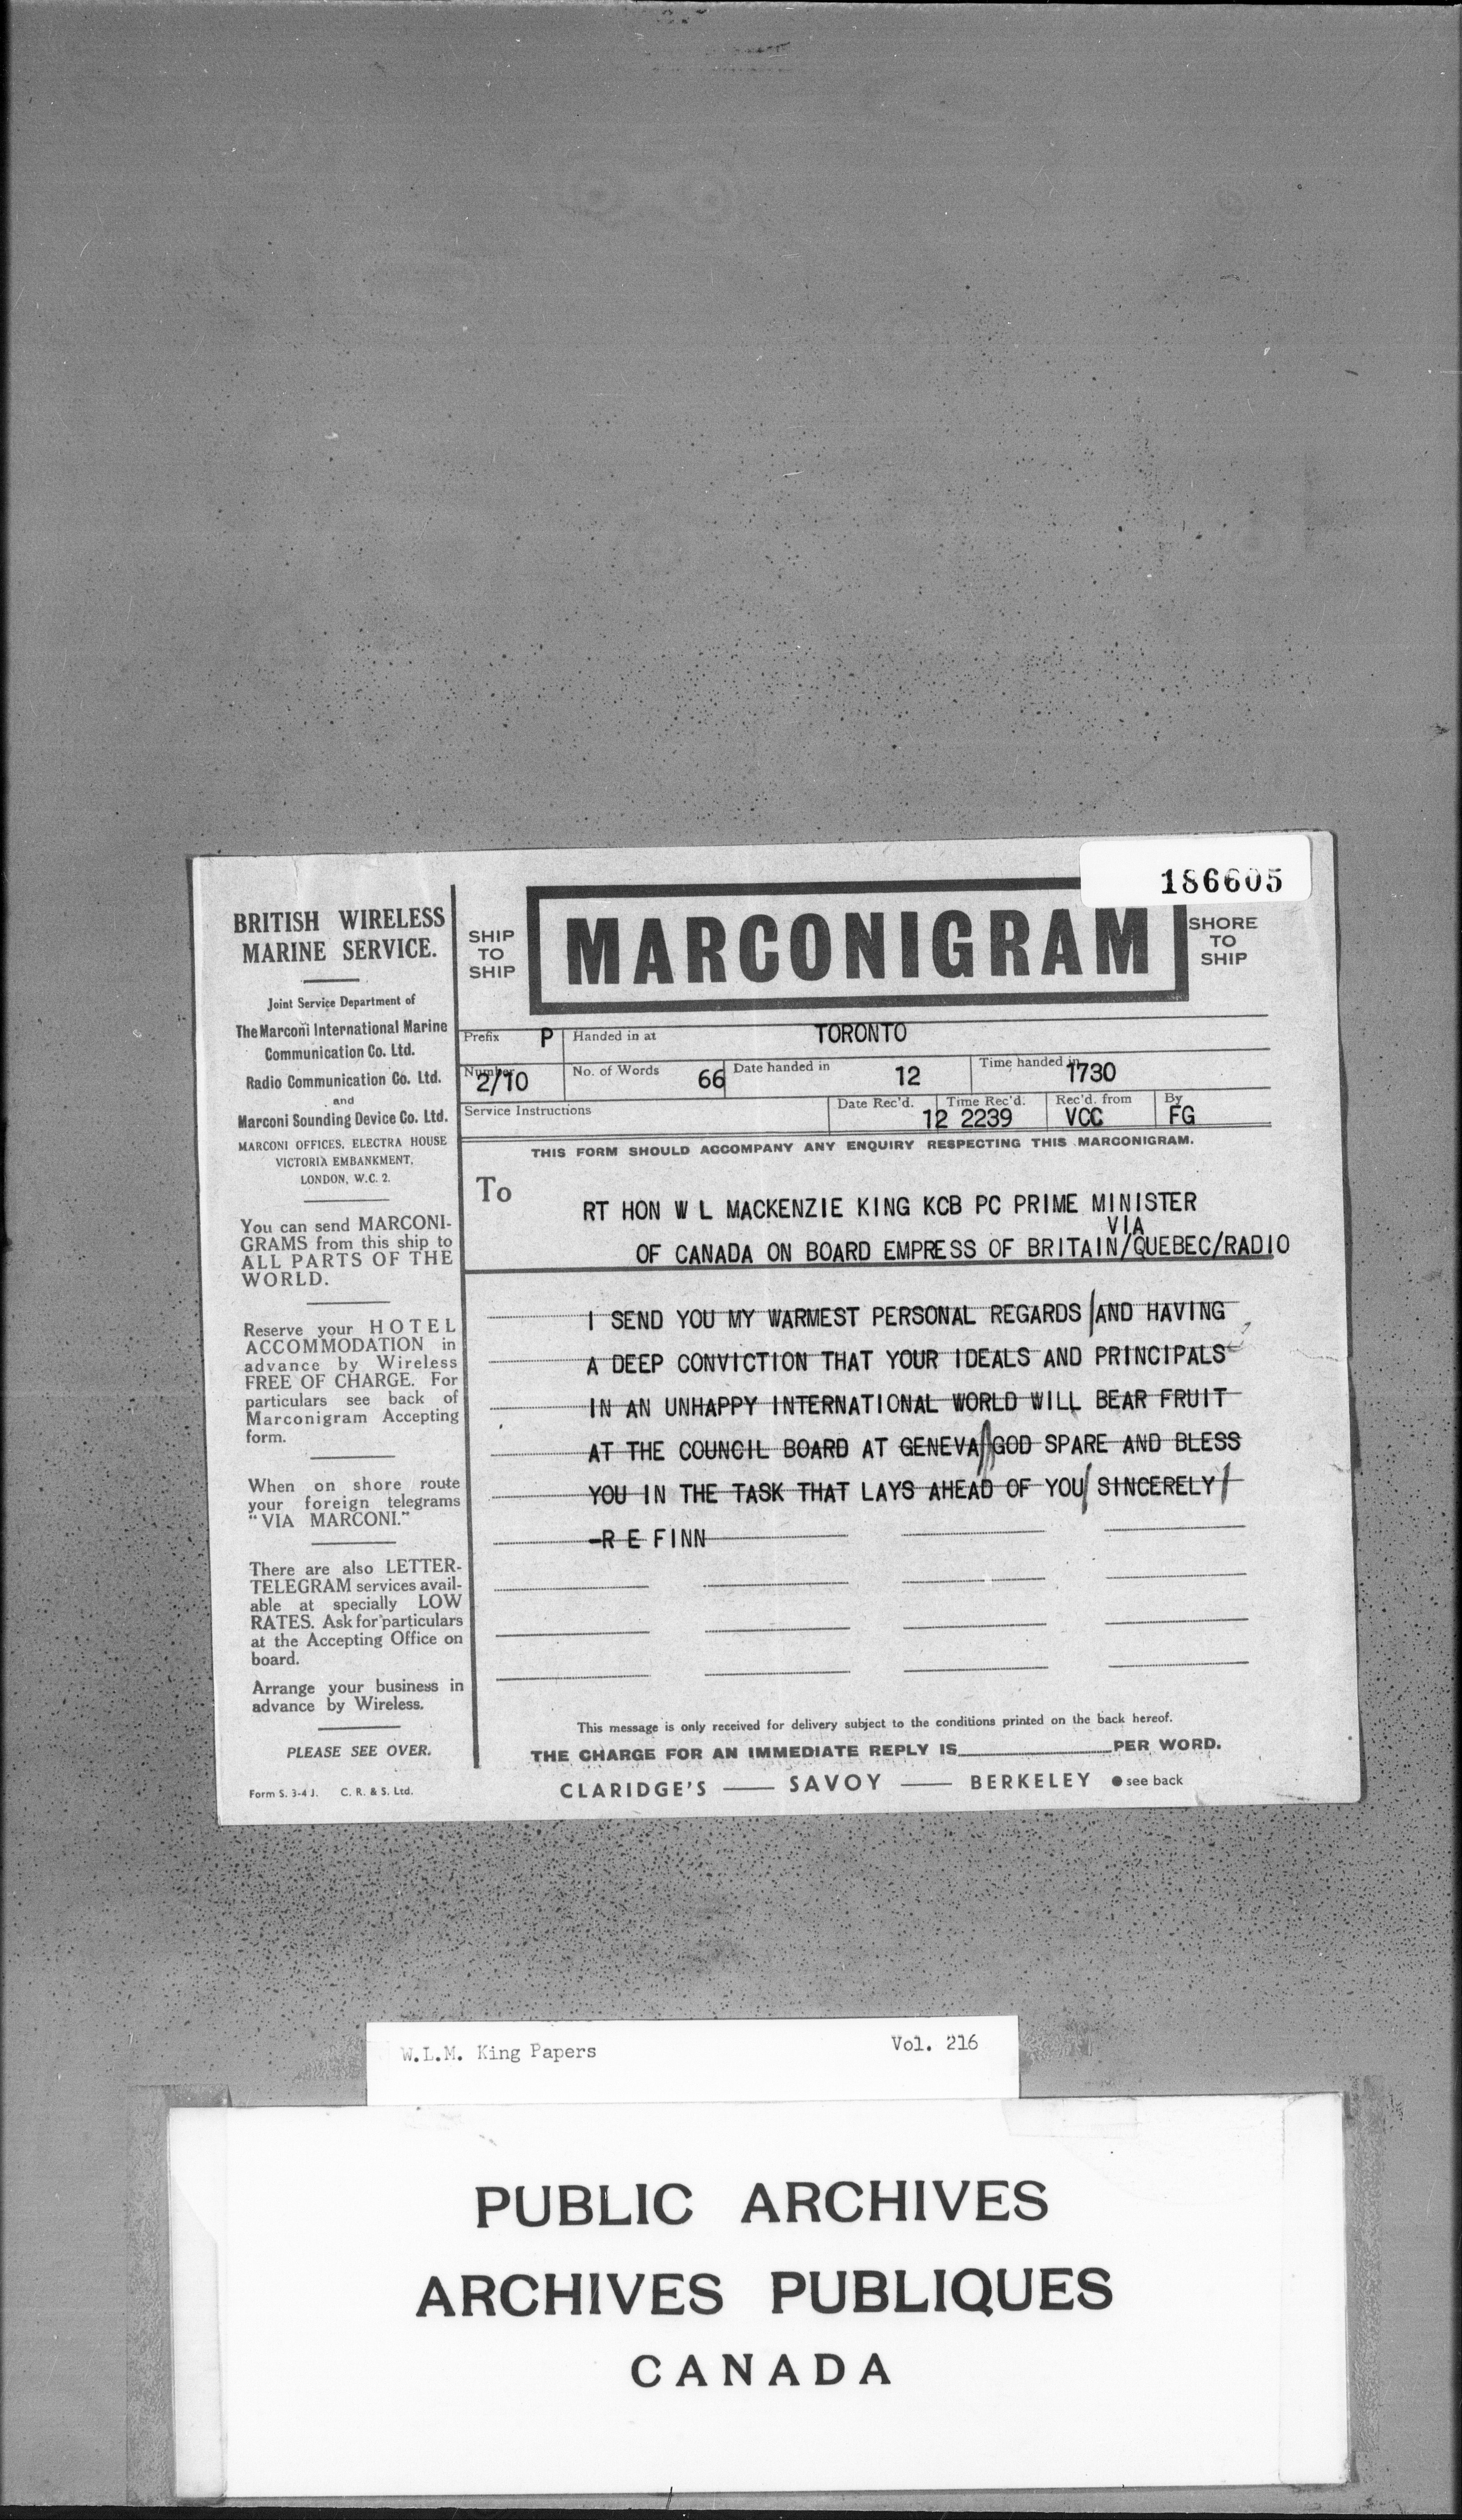 186605
BRITISH WIRELESS
MARINE SERVICE.
Joint Service Department of
The Marconi International Marine
Communication Co. Ltd.
Radio Communication Co. Ltd.
and
Marconi Sounding Device Co. Ltd.
MARCONI OFFICES, ELECTRA HOUSE
VICTORIA EMBANKMENT,
LONDON, W.C. 2.
You can send MARCONI-
GRAMS from this ship to
ALL PARTS OF THE
WORLD.
Reserve your HOTEL
ACCOMMODATION in
advance by Wireless
FREE OF CHARGE. For
particulars see back of
Marconigram Accepting
form.
When on shore route
your foreign telegrams
"VIA MARCONI."
There are also LETTER-
TELEGRAM services avail-
able at specially LOW
RATES. Ask for particulars
at the Accepting Office on
board.
Arrange your business in
advance by Wireless.
PLEASE SEE OVER.
Form S. 3-4 J. C. R. & S. Ltd.
SHIP
TO
SHIP
MARCONIGRAM
SHORE
TO
SHIP
Prefix P Handed in at TORONTO
Number 2/10 No. of Words 66 Date handed in 12 Time handed in 1730
Service Instructions Date Rec'd. 12 Time Rec'd. 2239 Rec'd. from VCC By FG
THIS FORM SHOULD ACCOMPANY ANY ENQUIRY RESPECTING THIS MARCONIGRAM.
To
RT HON W L MACKENZIE KING KCB PC PRIME MINISTER
VIA
OF CANADA ON BOARD EMPRESS OF BRITAIN/QUEBEC/RADIO
I SEND YOU MY WARMEST PERSONAL REGARDS /AND HAVING
A DEEP CONVICTION THAT YOUR IDEALS AND PRINCIPALS
IN AN UNHAPPY INTERNATIONAL WORLD WILL BEAR FRUIT
AT THE COUNCIL BOARD AT GENEVA//GOD SPARE AND BLESS
YOU IN THE TASK THAT LAYS AHEAD OF YOU/ SINCERELY/
-R E FINN
This message is only received for delivery subject to the conditions printed on the back hereof.
THE CHARGE FOR AN IMMEDIATE REPLY IS PER WORD.
CLARIDGE'S — SAVOY — BERKELEY ● see back
W.L.M. King Papers Vol. 216
PUBLIC ARCHIVES
ARCHIVES PUBLIQUES
CANADA